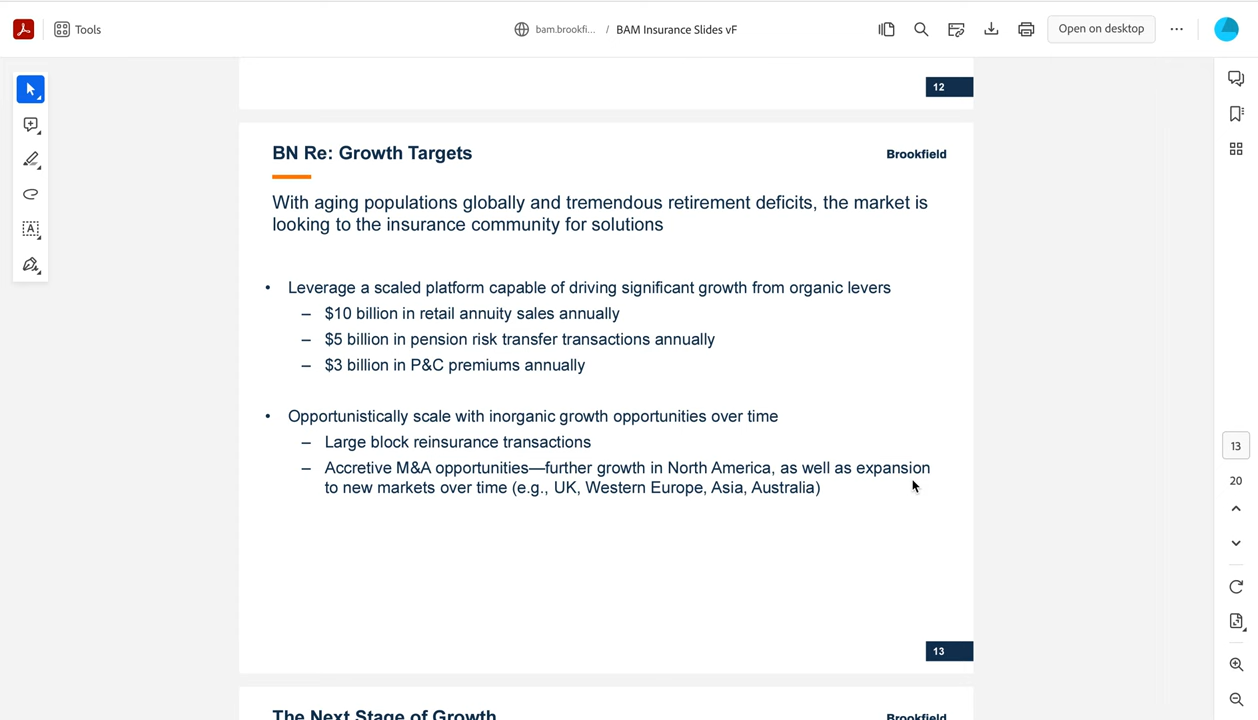 Tools
bam.brookfi... / BAM Insurance Slides vF
Open on desktop
12
BN Re: Growth Targets
Brookfield
With aging populations globally and tremendous retirement deficits, the market is
looking to the insurance community for solutions
• Leverage a scaled platform capable of driving significant growth from organic levers
– $10 billion in retail annuity sales annually
– $5 billion in pension risk transfer transactions annually
– $3 billion in P&C premiums annually
• Opportunistically scale with inorganic growth opportunities over time
– Large block reinsurance transactions
– Accretive M&A opportunities—further growth in North America, as well as expansion
to new markets over time (e.g., UK, Western Europe, Asia, Australia)
13
13
20
The Next Stage of Growth
Brookfield